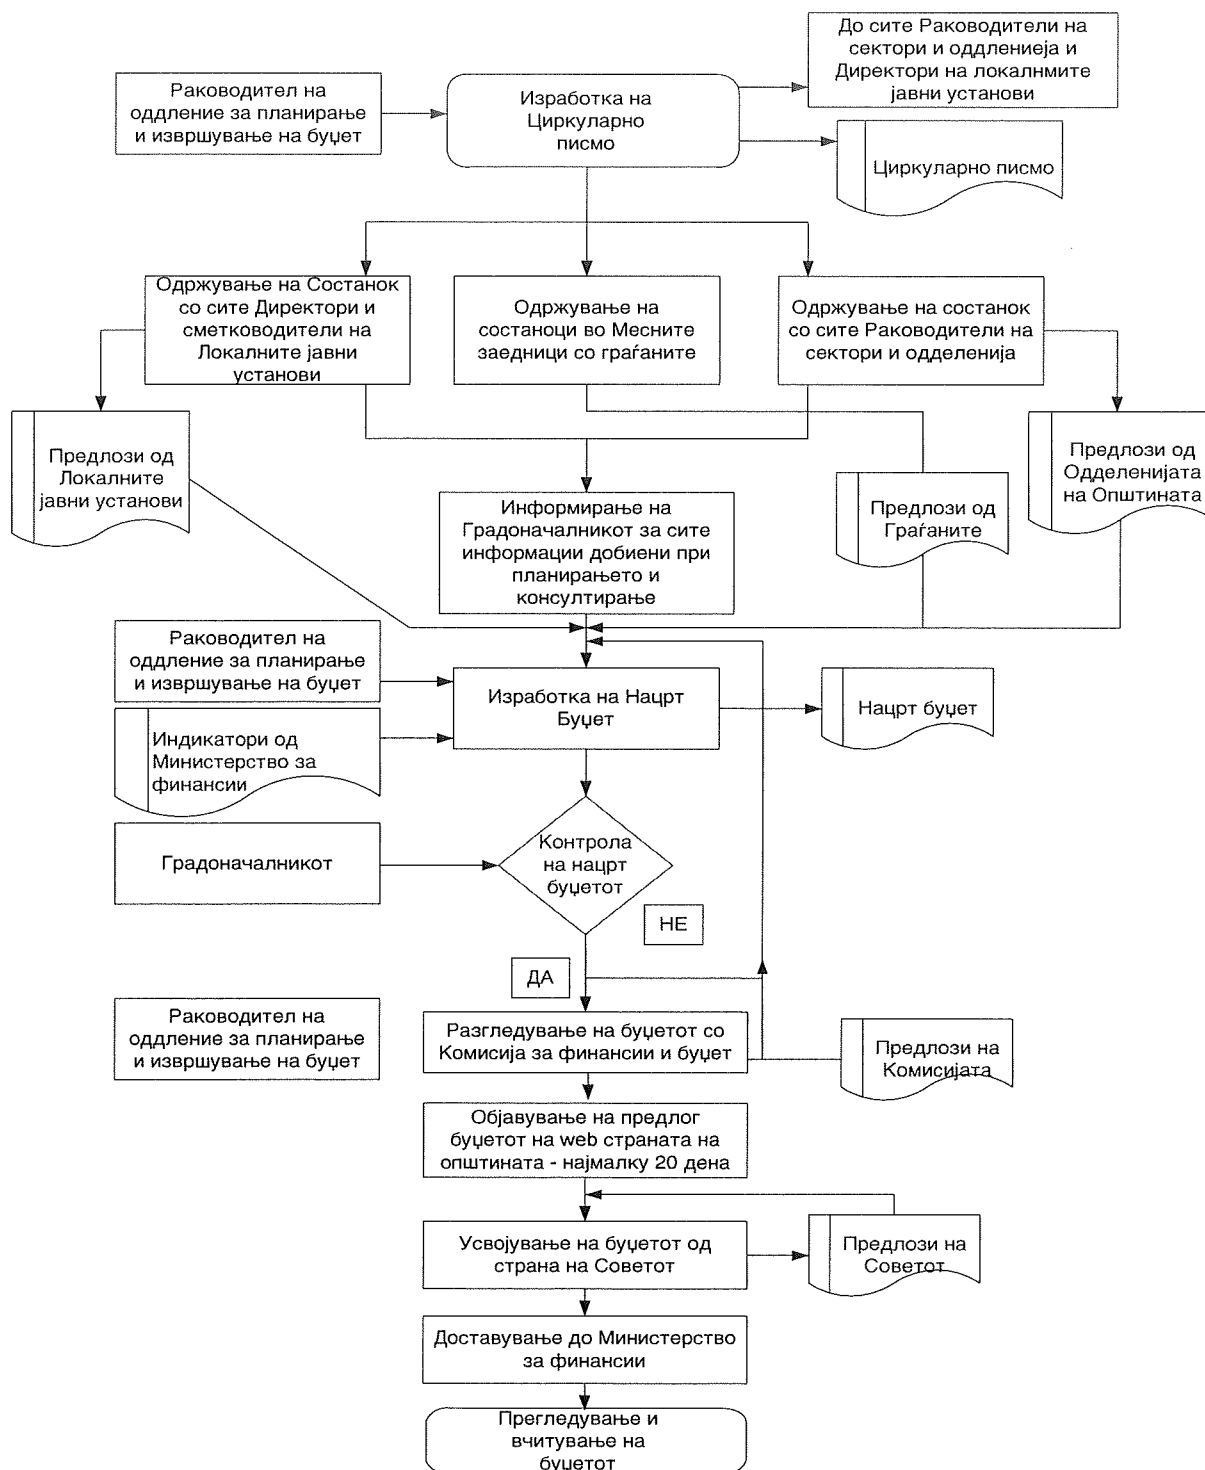 До сите Раководители на
сектори и оддлениеја и
Директори на локалнмите
јавни установи
Раководител на
оддление за планирање
и извршување на буџет
Изработка на
Циркуларно
писмо
Циркуларно писмо
Одржување на Состанок
со сите Директори и
сметководители на
Локалните јавни
установи
Одржување на
состаноци во Месните
заедници со граѓаните
Одржување на состанок
со сите Раководители на
сектори и одделенија
Предлози од
Локалните
јавни установи
Информирање на
Градоначалникот за сите
информации добиени при
планирањето и
консултирање
Предлози од
Граѓаните
Предлози од
Одделенијата
на Општината
Раководител на
оддление за планирање
и извршување на буџет
Изработка на Нацрт
Буџет
Нацрт буџет
Индикатори од
Министерство за
финансии
Градоначалникот
Контрола
на нацрт
буџетот
НЕ
ДА
Раководител на
оддление за планирање
и извршување на буџет
Разгледување на буџетот со
Комисија за финансии и буџет
Предлози на
Комисијата
Објавување на предлог
буџетот на web страната на
општината - најмалку 20 дена
Усвојување на буџетот од
страна на Советот
Предлози на
Советот
Доставување до Министерство
за финансии
Прегледување и
вчитување на
буџетот